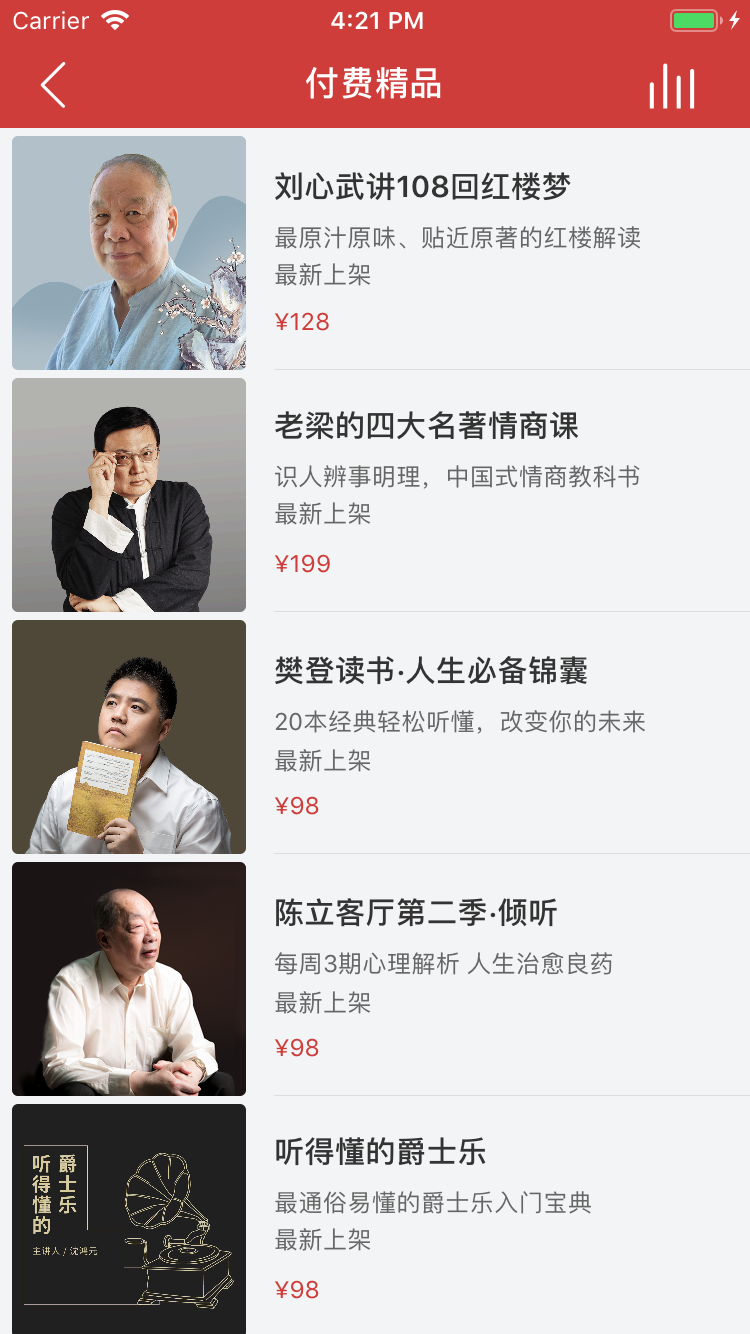 Carrier 4:21 PM
付费精品
刘心武讲108回红楼梦
最原汁原味、贴近原著的红楼解读
最新上架
¥128
老梁的四大名著情商课
识人辨事明理，中国式情商教科书
最新上架
¥199
樊登读书·人生必备锦囊
20本经典轻松听懂，改变你的未来
最新上架
¥98
陈立客厅第二季·倾听
每周3期心理解析 人生治愈良药
最新上架
¥98
爵士乐
听得懂的
主讲人 / 沈鸿元
听得懂的爵士乐
最通俗易懂的爵士乐入门宝典
最新上架
¥98